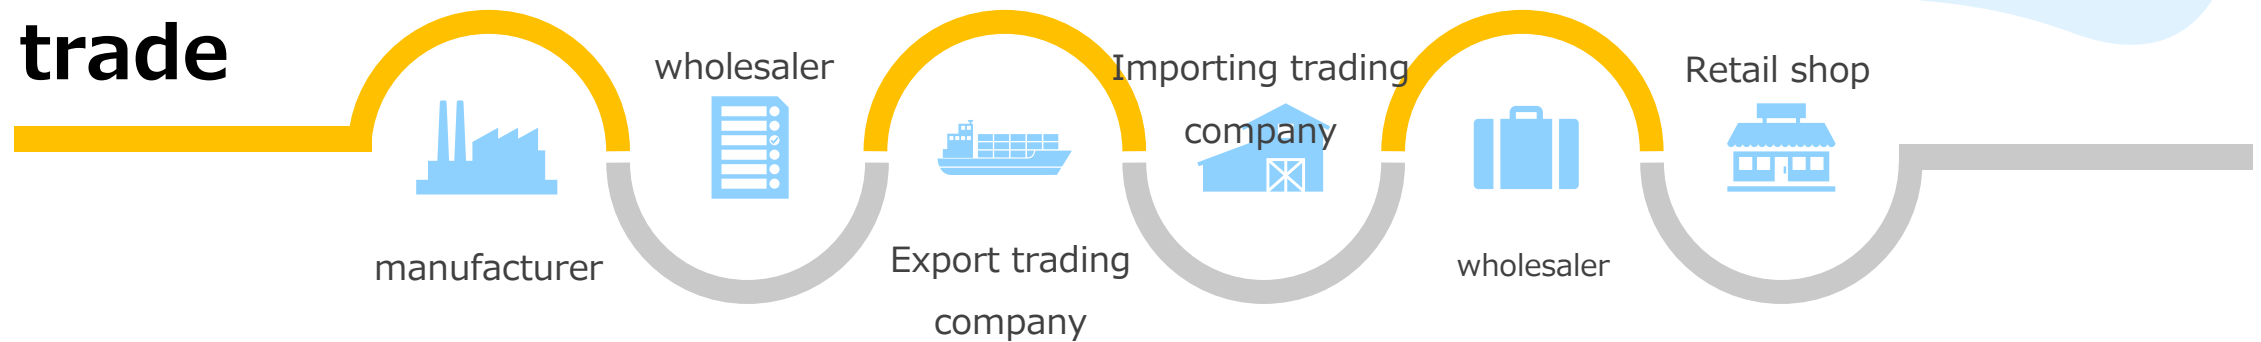 trade
manufacturer
wholesaler
Export trading
company
Importing trading
company
wholesaler
Retail shop